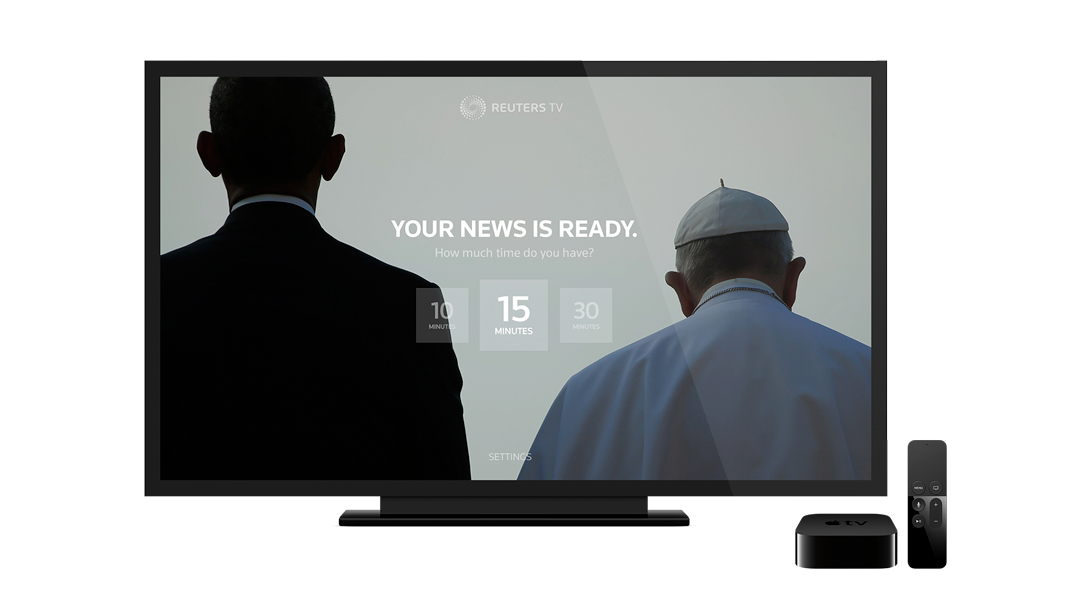 REUTERS TV
YOUR NEWS IS READY.
How much time do you have?
10 15 30
MINUTES MINUTES MINUTES
SETTINGS
tv
MENU